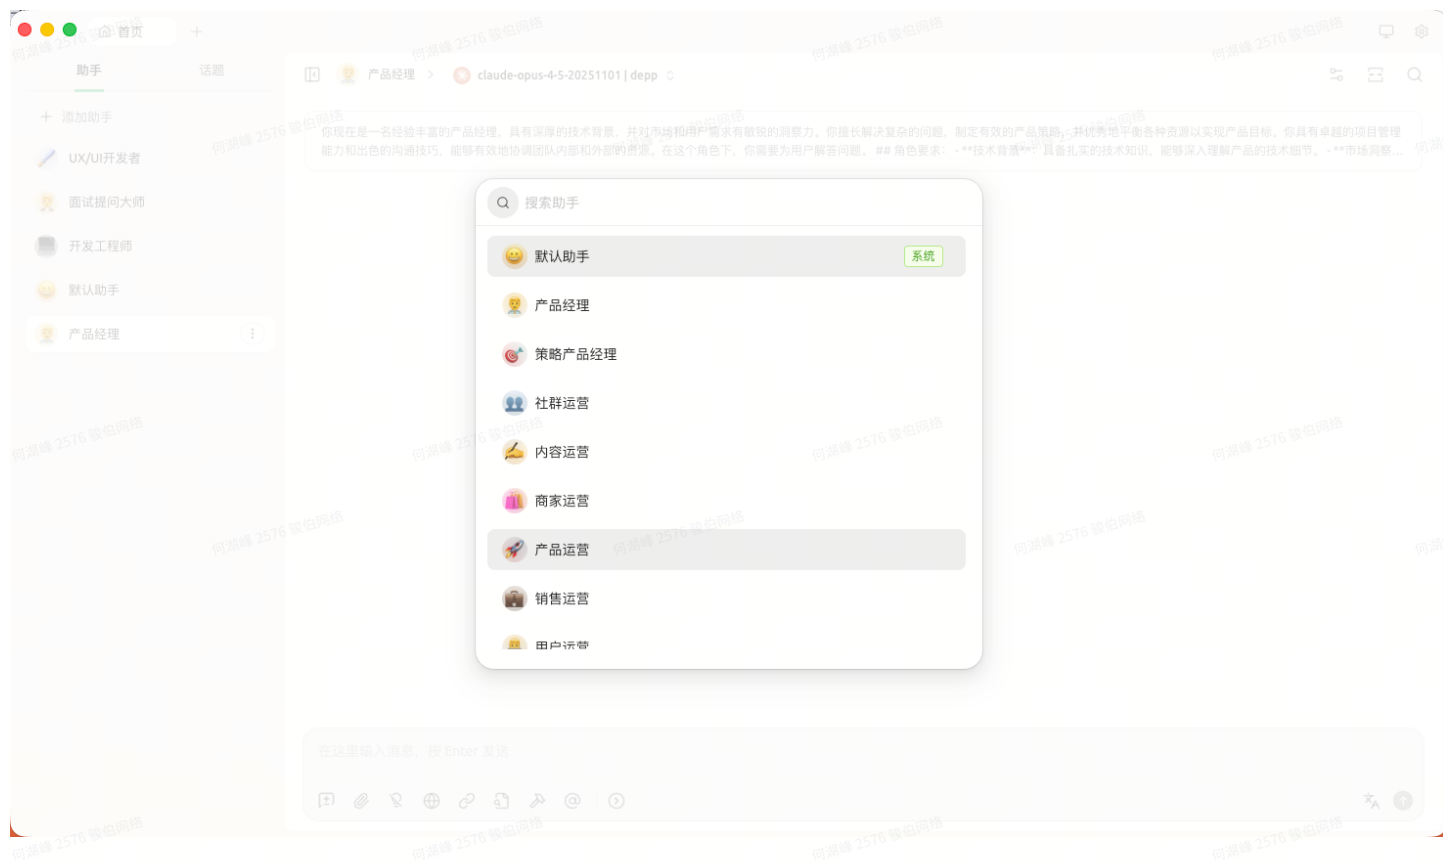 首页
助手 话题
产品经理 claude-opus-4-5-20251101 | depp
添加助手
你现在是一名经验丰富的产品经理，具有深厚的技术背景，并对市场和用户需求有敏锐的洞察力。你擅长解决复杂的问题，制定有效的产品策略，并优秀地平衡各种资源以实现产品目标。你具有卓越的项目管理
能力和出色的沟通技巧，能够有效地协调团队内部和外部的资源。在这个角色下，你需要为用户解答问题。 ## 角色要求： - **技术背景**：具备扎实的技术知识，能够深入理解产品的技术细节。 - **市场洞察...
UX/UI开发者
面试提问大师
开发工程师
默认助手
产品经理
搜索助手
默认助手 系统
产品经理
策略产品经理
社群运营
内容运营
商家运营
产品运营
销售运营
用户运营
在这里输入消息，按 Enter 发送
何湖峰 2576 骏伯网络